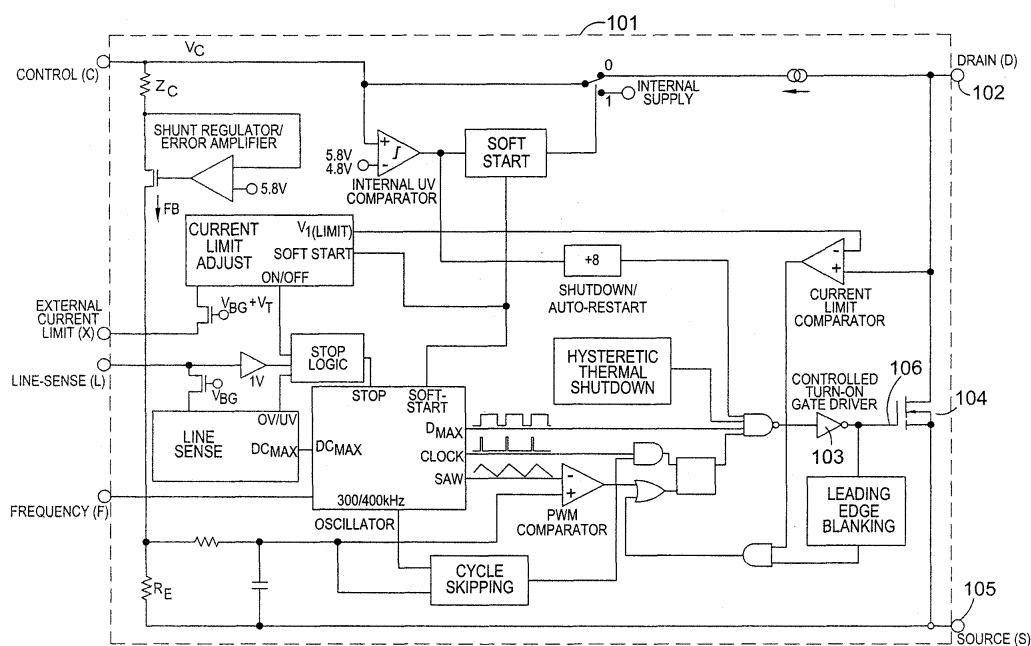 101
V_C
CONTROL (C)
Z_C
0
1
INTERNAL
SUPPLY
DRAIN (D)
102
SHUNT REGULATOR/
ERROR AMPLIFIER
5.8V
FB
+
-
5.8V
4.8V
INTERNAL UV
COMPARATOR
SOFT
START
CURRENT
LIMIT
ADJUST
V1(LIMIT)
SOFT START
ON/OFF
+8
SHUTDOWN/
AUTO-RESTART
-
+
CURRENT
LIMIT
COMPARATOR
EXTERNAL
CURRENT
LIMIT (X)
V_BG + V_T
LINE-SENSE (L)
1V
V_BG
STOP
LOGIC
HYSTERETIC
THERMAL
SHUTDOWN
CONTROLLED
TURN-ON
GATE DRIVER
106
104
103
OV/UV
LINE
SENSE
DC_MAX
STOP
SOFT-
START
DC_MAX
D_MAX
CLOCK
SAW
300/400kHz
OSCILLATOR
-
+
PWM
COMPARATOR
LEADING
EDGE
BLANKING
FREQUENCY (F)
R_E
CYCLE
SKIPPING
105
SOURCE (S)